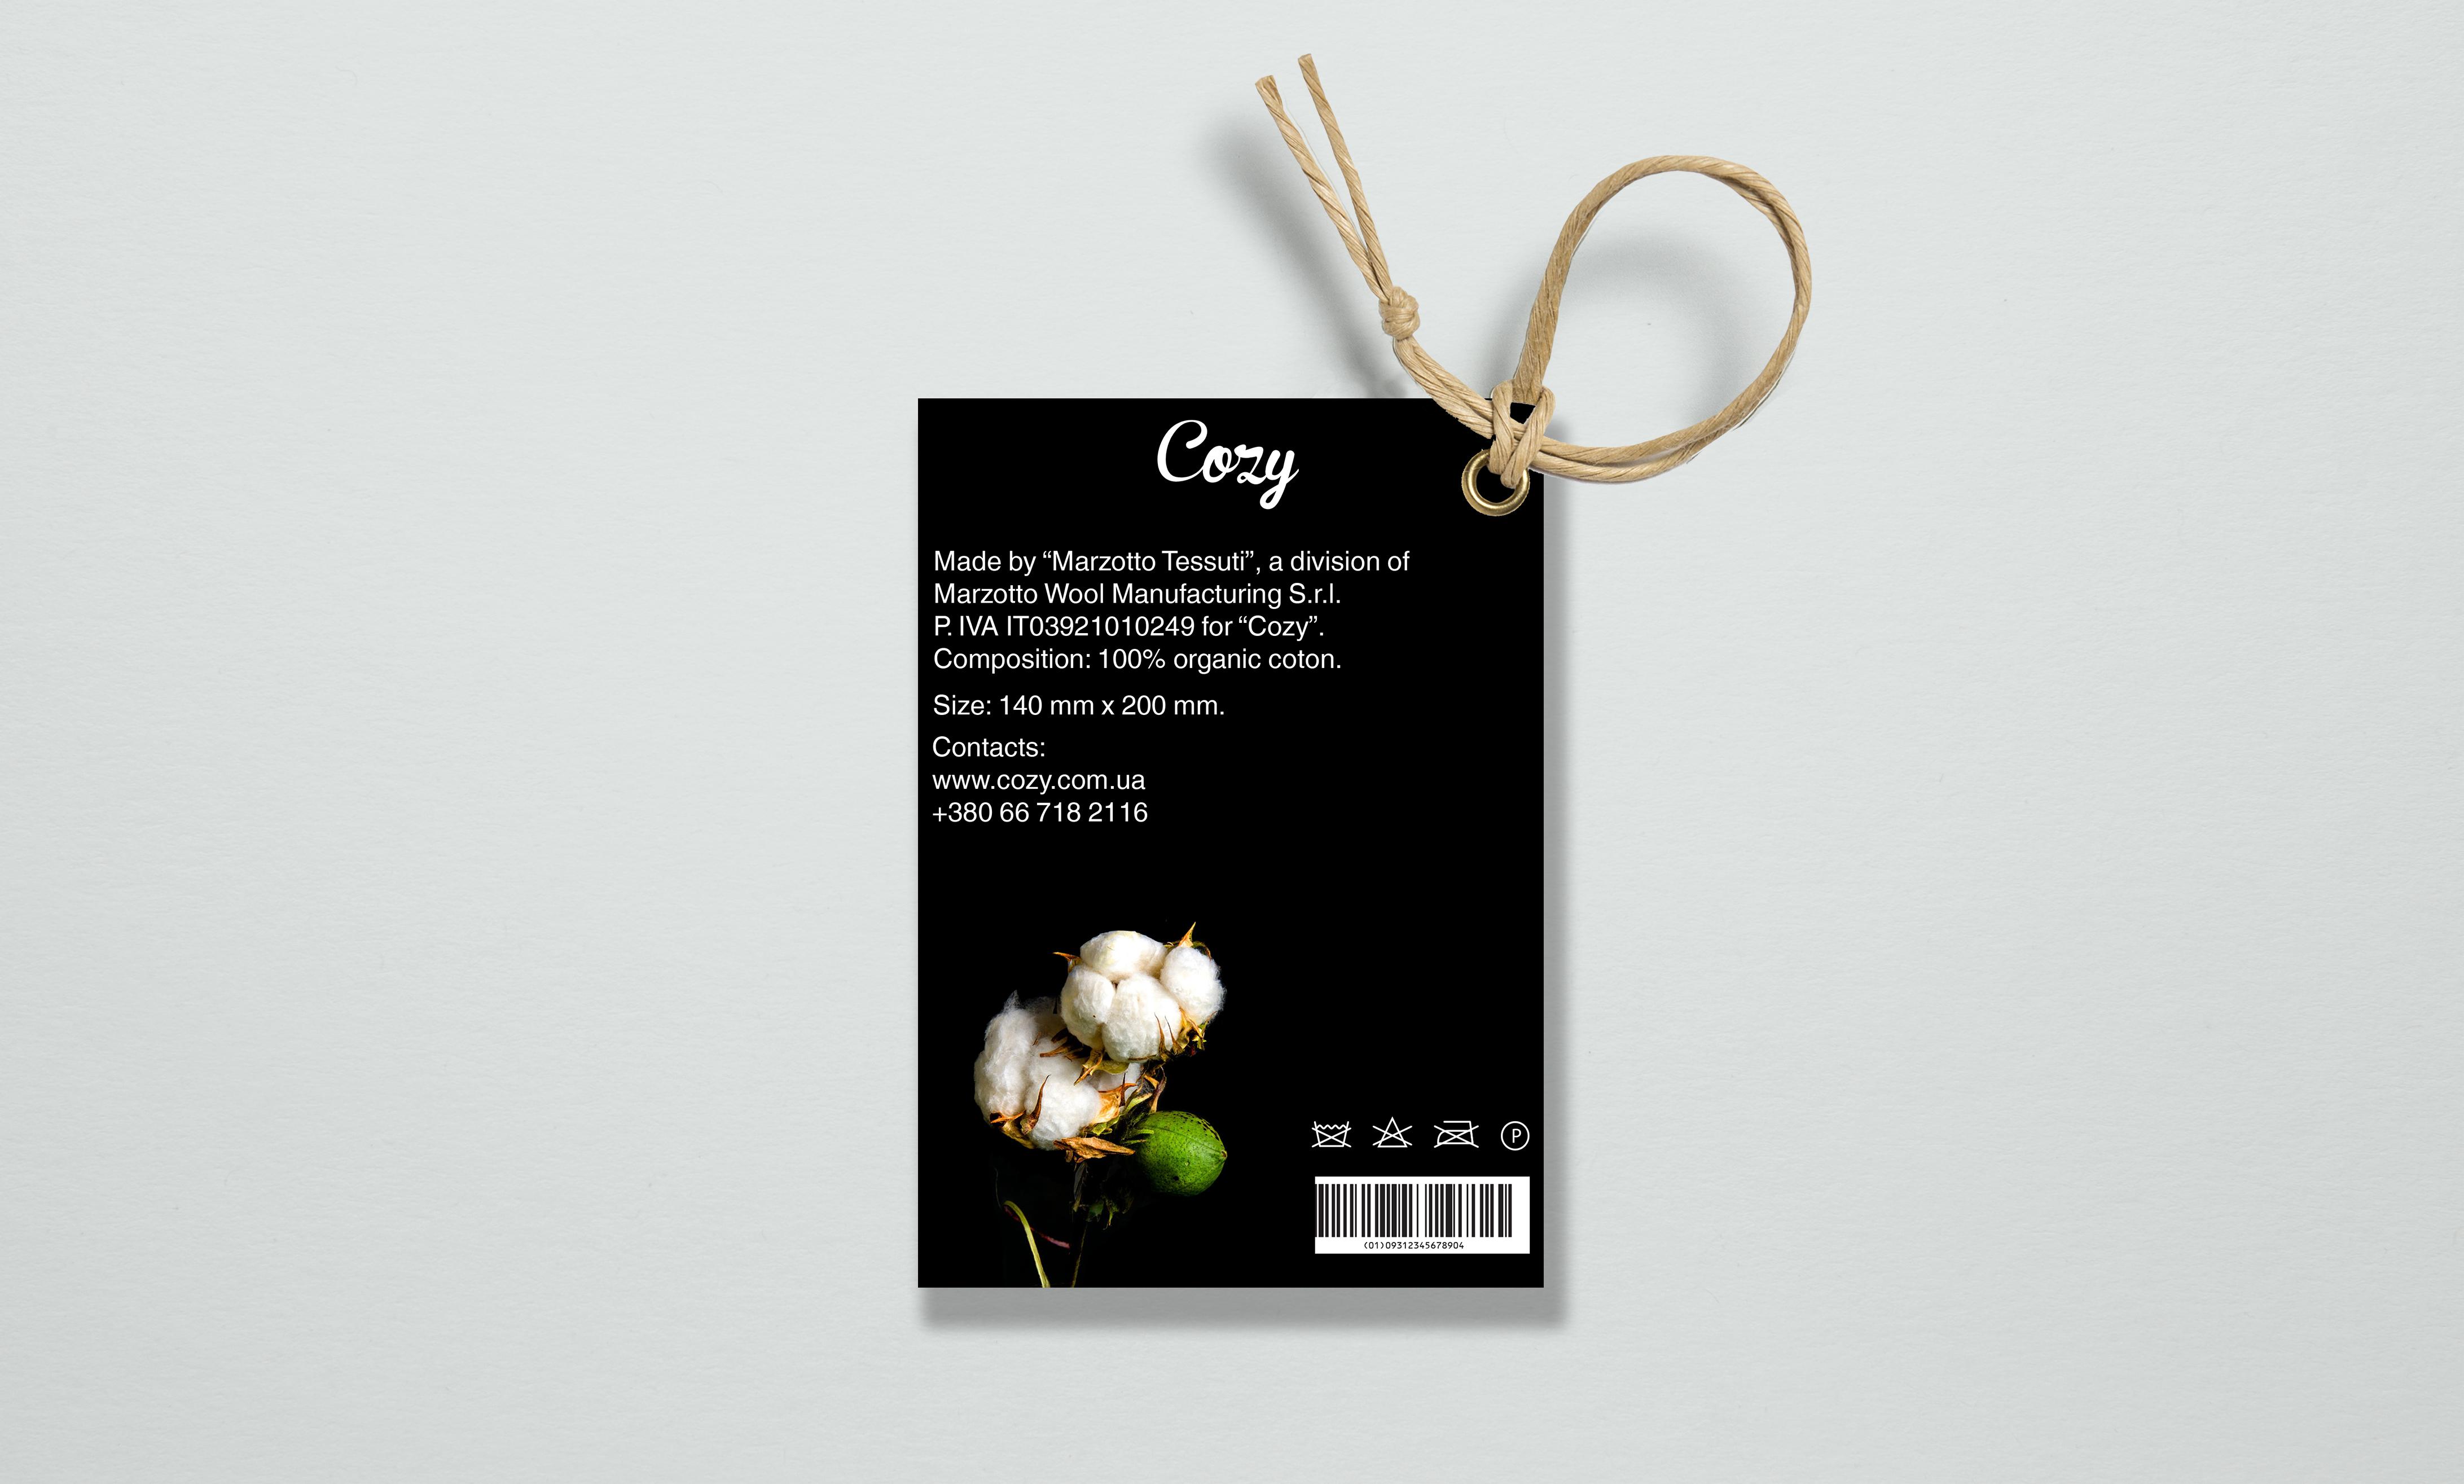 Cozy
Made by “Marzotto Tessuti”, a division of
Marzotto Wool Manufacturing S.r.l.
P. IVA IT03921010249 for “Cozy”.
Composition: 100% organic coton.
Size: 140 mm x 200 mm.
Contacts:
www.cozy.com.ua
+380 66 718 2116
P
(01)09312345678904